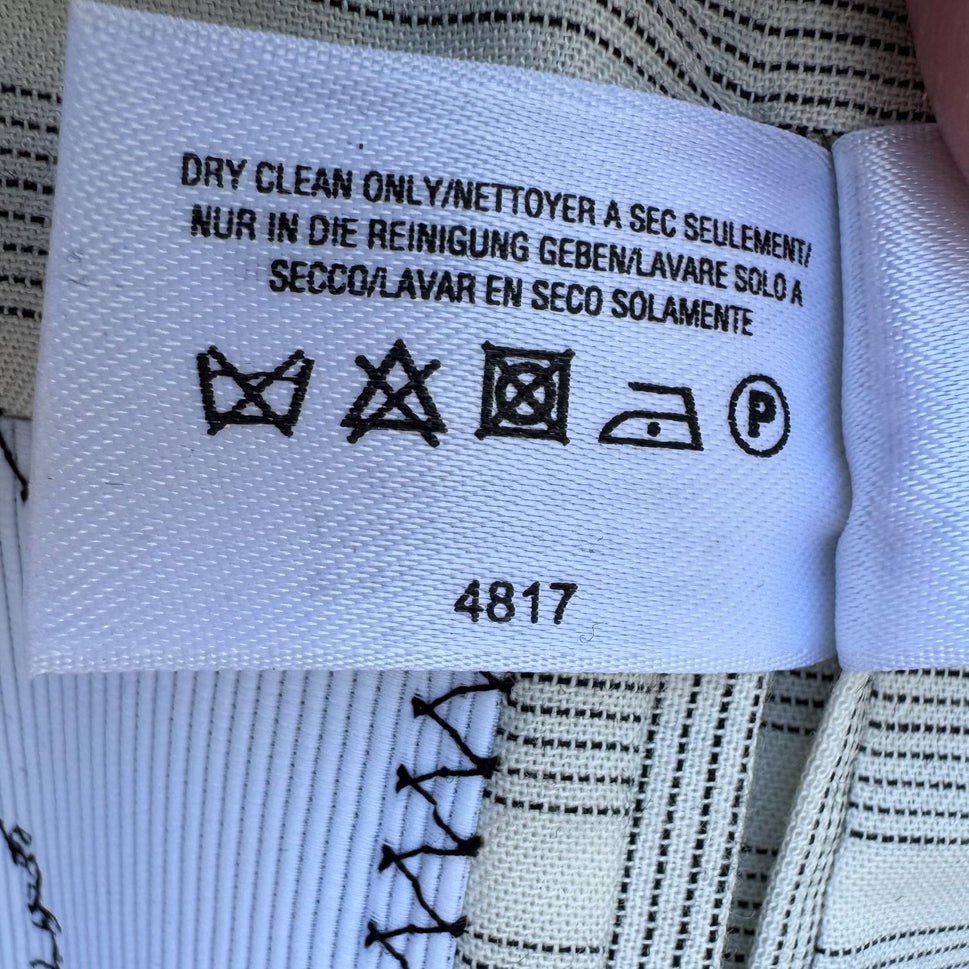 DRY CLEAN ONLY/NETTOYER A SEC SEULEMENT/
NUR IN DIE REINIGUNG GEBEN/LAVARE SOLO A
SECCO/LAVAR EN SECO SOLAMENTE
P
4817